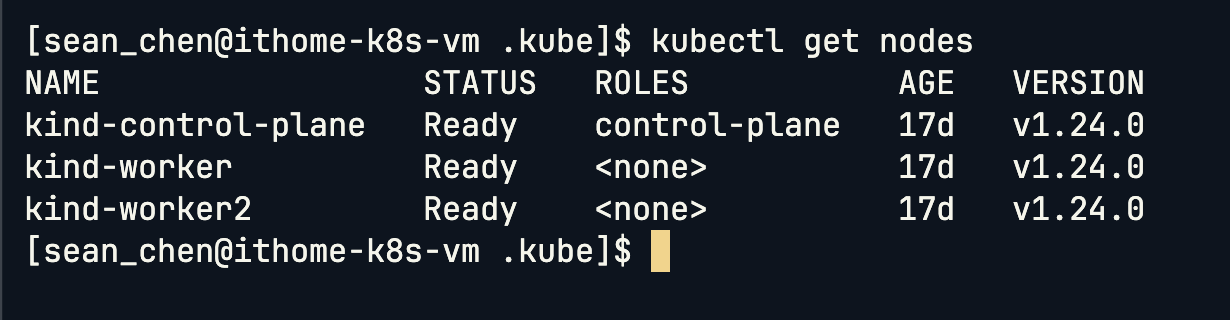 [sean_chen@ithome-k8s-vm .kube]$ kubectl get nodes
NAME                 STATUS   ROLES           AGE   VERSION
kind-control-plane   Ready    control-plane   17d   v1.24.0
kind-worker          Ready    <none>          17d   v1.24.0
kind-worker2         Ready    <none>          17d   v1.24.0
[sean_chen@ithome-k8s-vm .kube]$